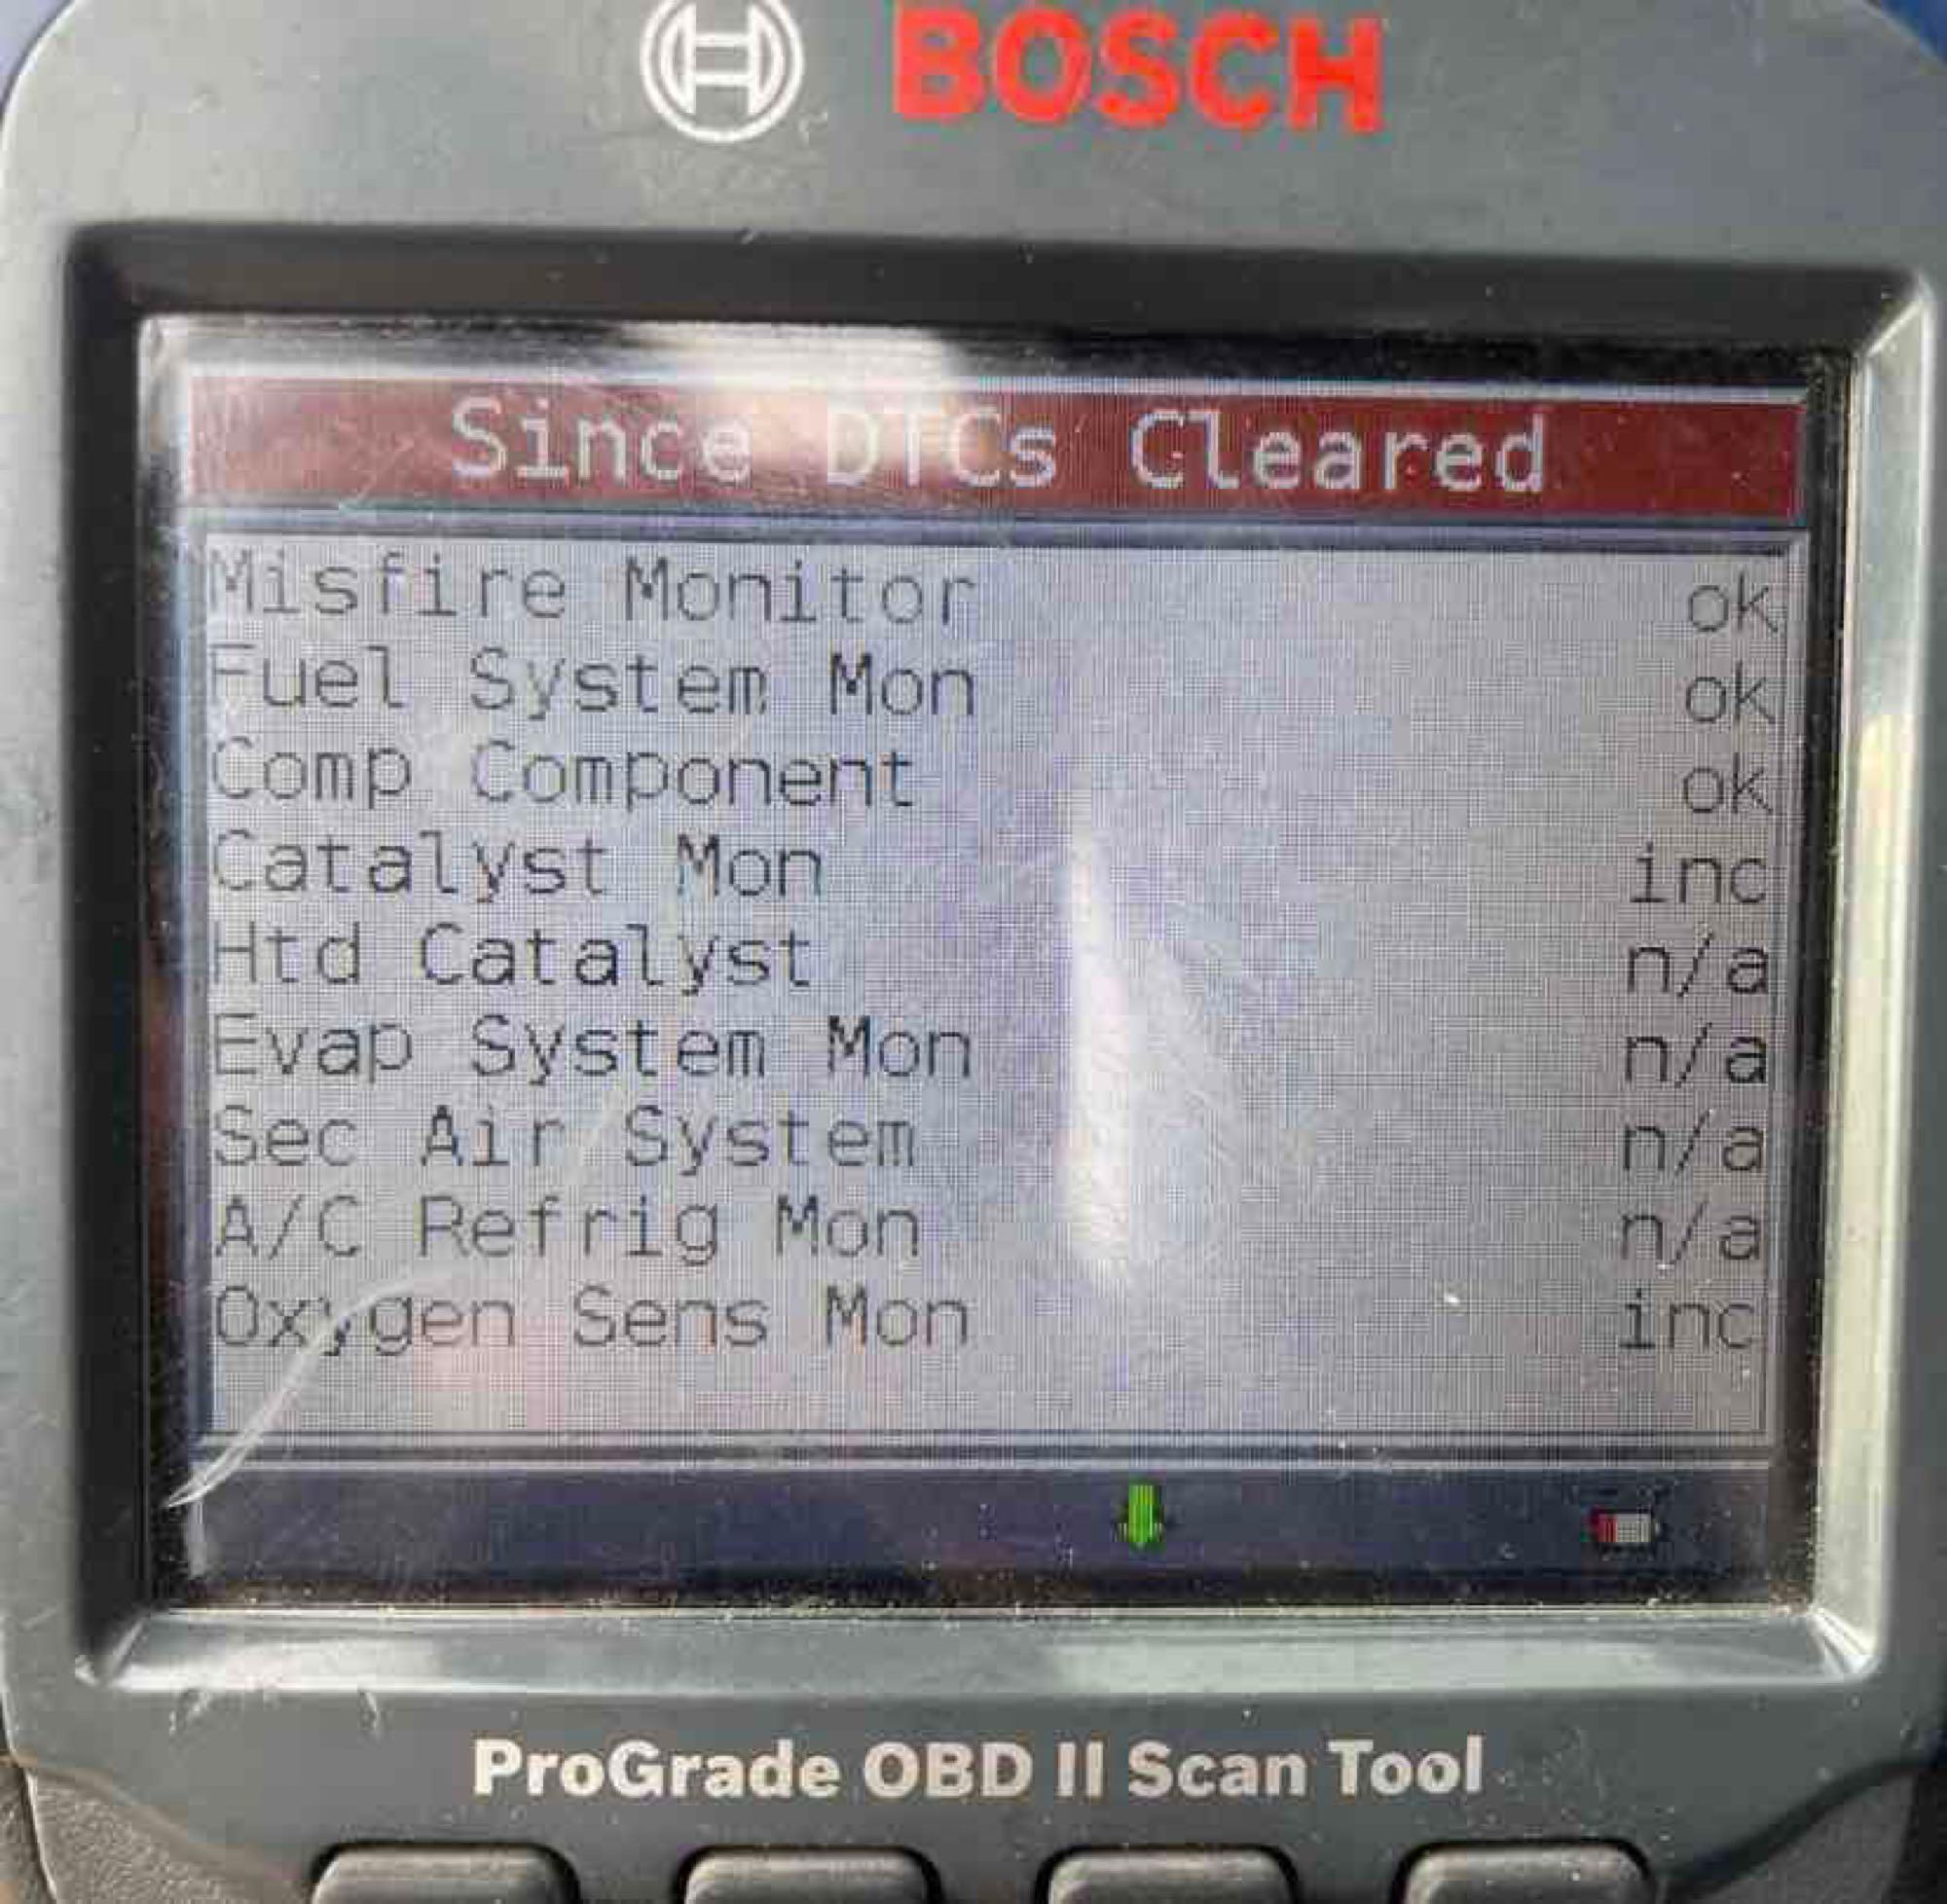 BOSCH
Since DTCs Cleared
Misfire Monitor ok
Fuel System Mon ok
Comp Component ok
Catalyst Mon inc
Htd Catalyst n/a
Evap System Mon n/a
Sec Air System n/a
A/C Refrig Mon n/a
Oxygen Sens Mon inc
ProGrade OBD II Scan Tool